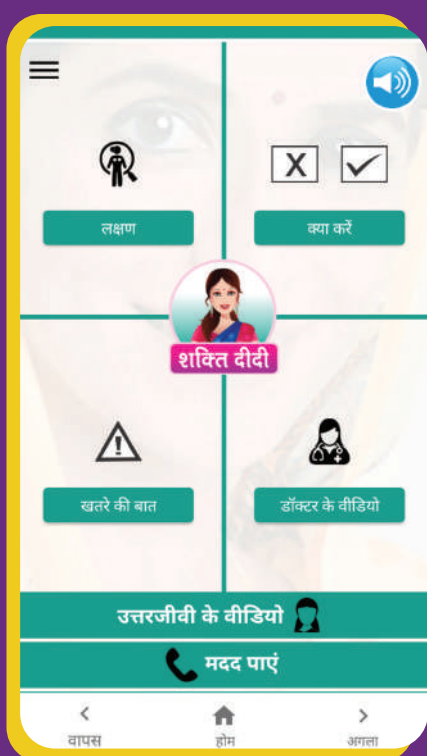 लक्षण
X
क्या करें
शक्ति दीदी
खतरे की बात
डॉक्टर के वीडियो
उत्तरजीवी के वीडियो
मदद पाएं
वापस
होम
अगला